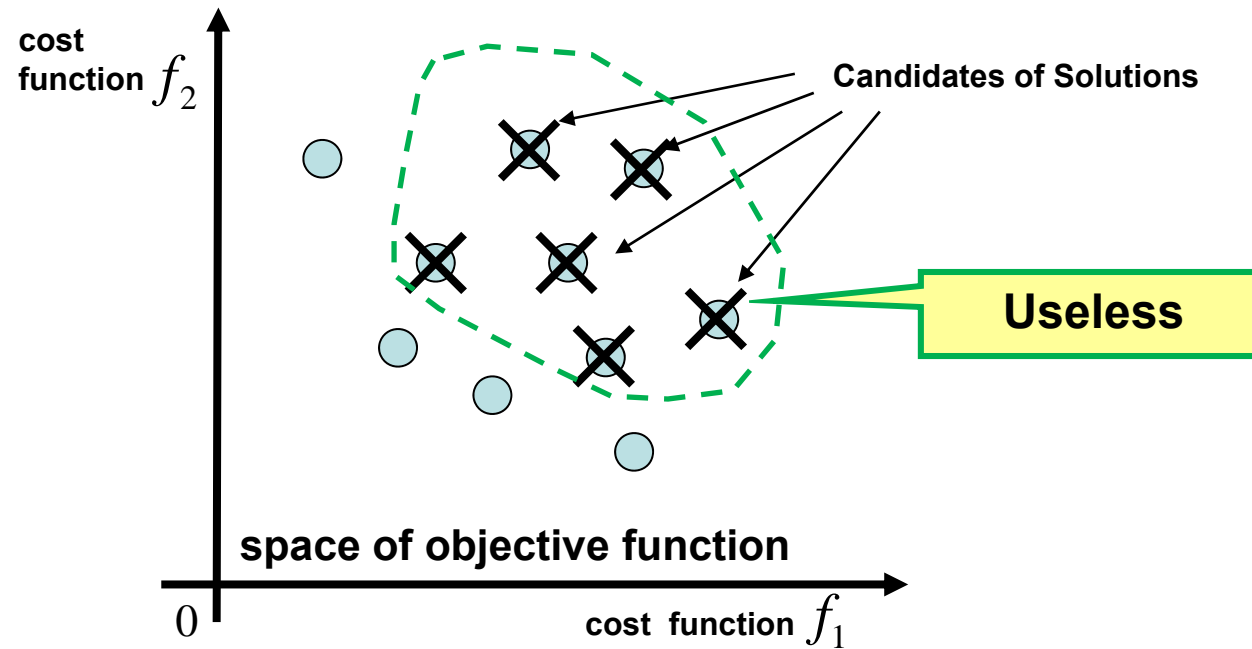 cost
function f₂
Candidates of Solutions
Useless
space of objective function
0
cost function f₁